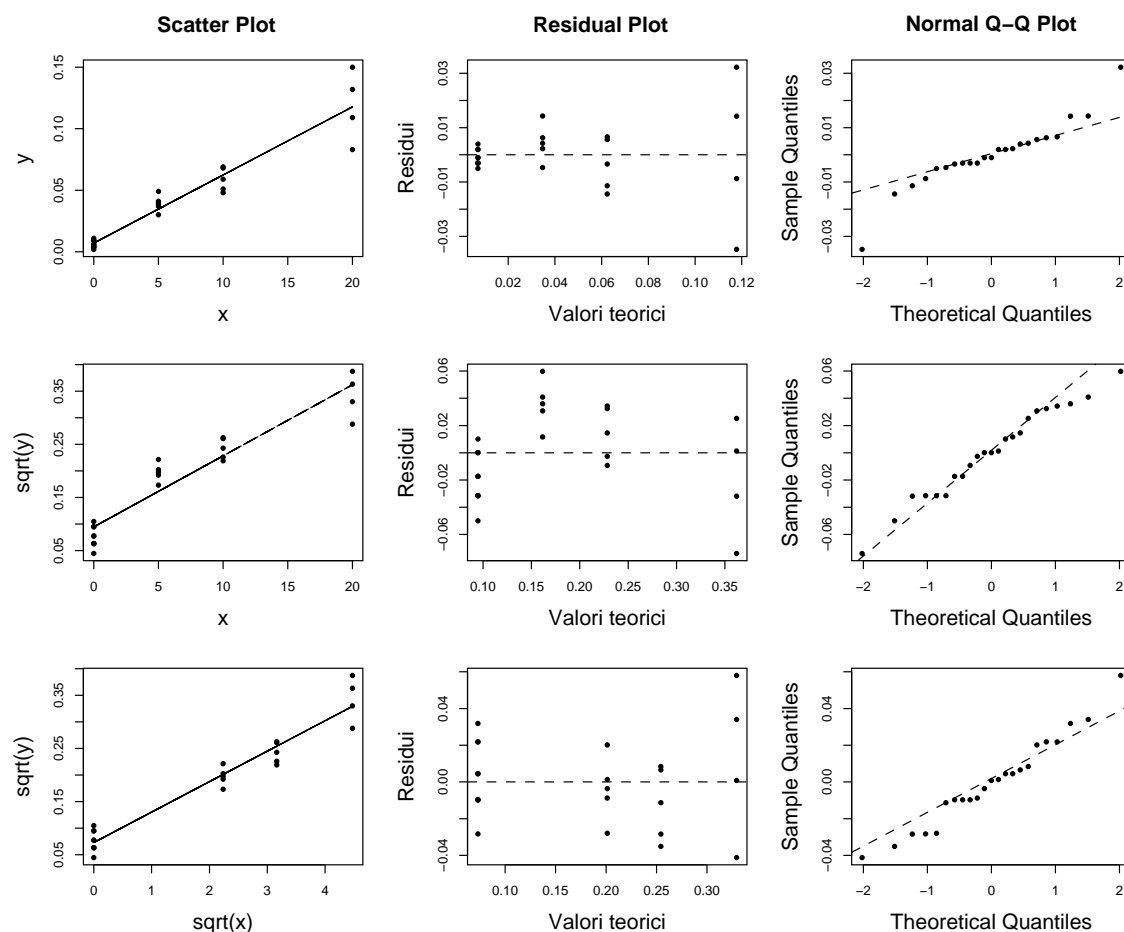 Scatter Plot
Residual Plot
Normal Q−Q Plot
y
0.00
0.05
0.10
0.15
0 5 10 15 20
x
Residui
−0.03
−0.01
0.01
0.03
0.02 0.04 0.06 0.08 0.10 0.12
Valori teorici
Sample Quantiles
−0.03
−0.01
0.01
0.03
−2 −1 0 1 2
Theoretical Quantiles
sqrt(y)
0.05
0.15
0.25
0.35
0 5 10 15 20
x
Residui
−0.06
−0.02
0.02
0.06
0.10 0.15 0.20 0.25 0.30 0.35
Valori teorici
Sample Quantiles
−0.06
−0.02
0.02
0.06
−2 −1 0 1 2
Theoretical Quantiles
sqrt(y)
0.05
0.15
0.25
0.35
0 1 2 3 4
sqrt(x)
Residui
−0.04
0.00
0.04
0.10 0.15 0.20 0.25 0.30
Valori teorici
Sample Quantiles
−0.04
0.00
0.04
−2 −1 0 1 2
Theoretical Quantiles